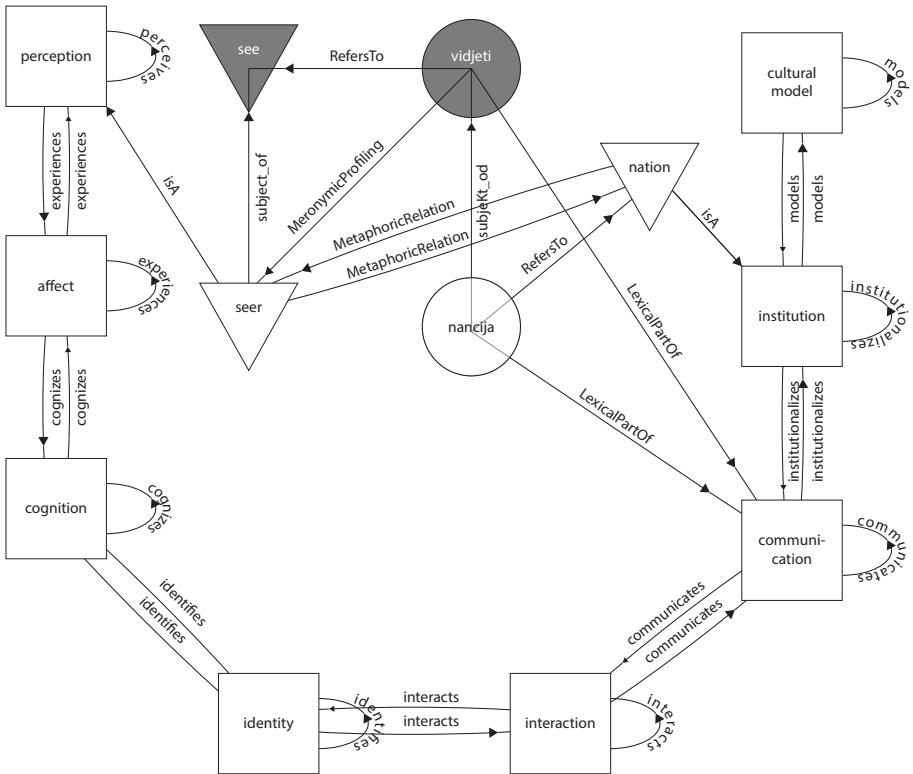 perception
perceives
see
RefersTo
vidjeti
cultural
model
models
experiences
experiences
isA
subject_of
MeronymicProfiling
subjeKt_od
nation
MetaphoricRelation
MetaphoricRelation
RefersTo
isA
models
models
affect
experiences
seer
nancija
LexicalPartOf
institution
institutionalizes
cognizes
cognizes
LexicalPartOf
institutionalizes
institutionalizes
cognition
cognizes
communi-
cation
communicates
identifies
identifies
communicates
communicates
identity
identifies
interacts
interacts
interaction
interacts